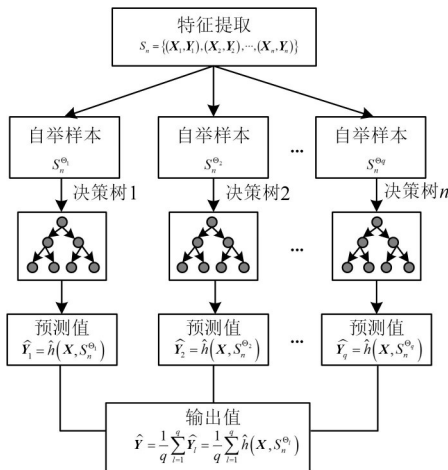 特征提取
S_n = {(X_1,Y_1),(X_2,Y_2),…,(X_n,Y_n)}
自举样本 自举样本 ... 自举样本
S_n^{Θ_1} S_n^{Θ_2} S_n^{Θ_q}
决策树1 决策树2 决策树n
...
预测值 预测值 ... 预测值
Ŷ_1 = ĥ(X, S_n^{Θ_1}) Ŷ_2 = ĥ(X, S_n^{Θ_2}) Ŷ_q = ĥ(X, S_n^{Θ_q})
输出值
Ŷ = 1/q ∑_{l=1}^{q} Ŷ_l = 1/q ∑_{l=1}^{q} ĥ(X, S_n^{Θ_l})